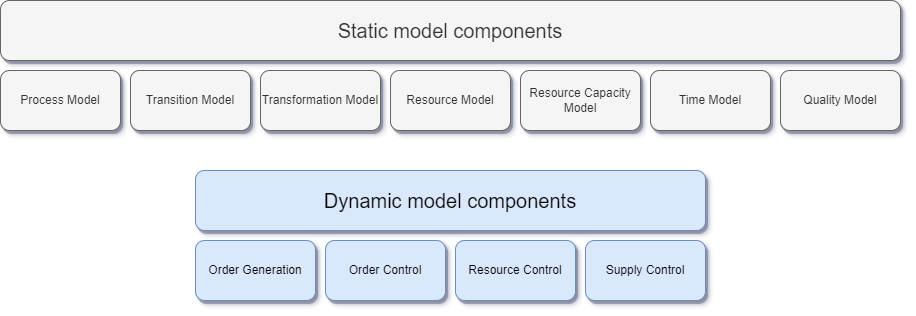 Static model components
Process Model
Transition Model
Transformation Model
Resource Model
Resource Capacity
Model
Time Model
Quality Model
Dynamic model components
Order Generation
Order Control
Resource Control
Supply Control